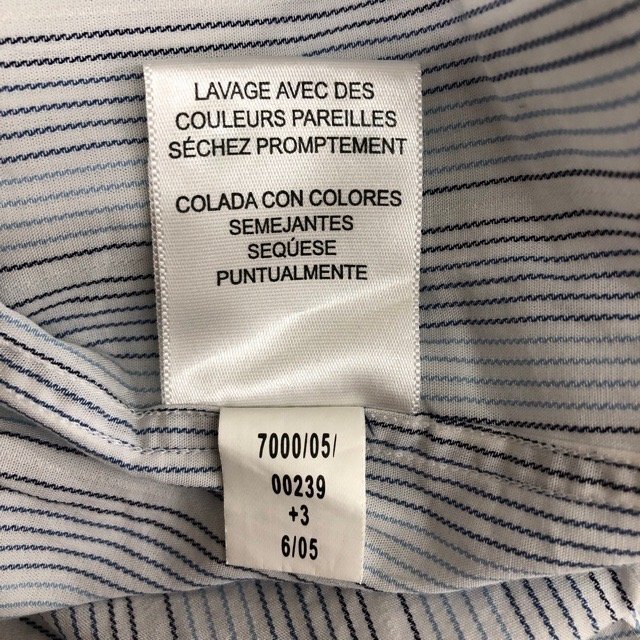 LAVAGE AVEC DES
COULEURS PAREILLES
SÉCHEZ PROMPTEMENT
COLADA CON COLORES
SEMEJANTES
SEQÚESE
PUNTUALMENTE
7000/05/
00239
+3
6/05